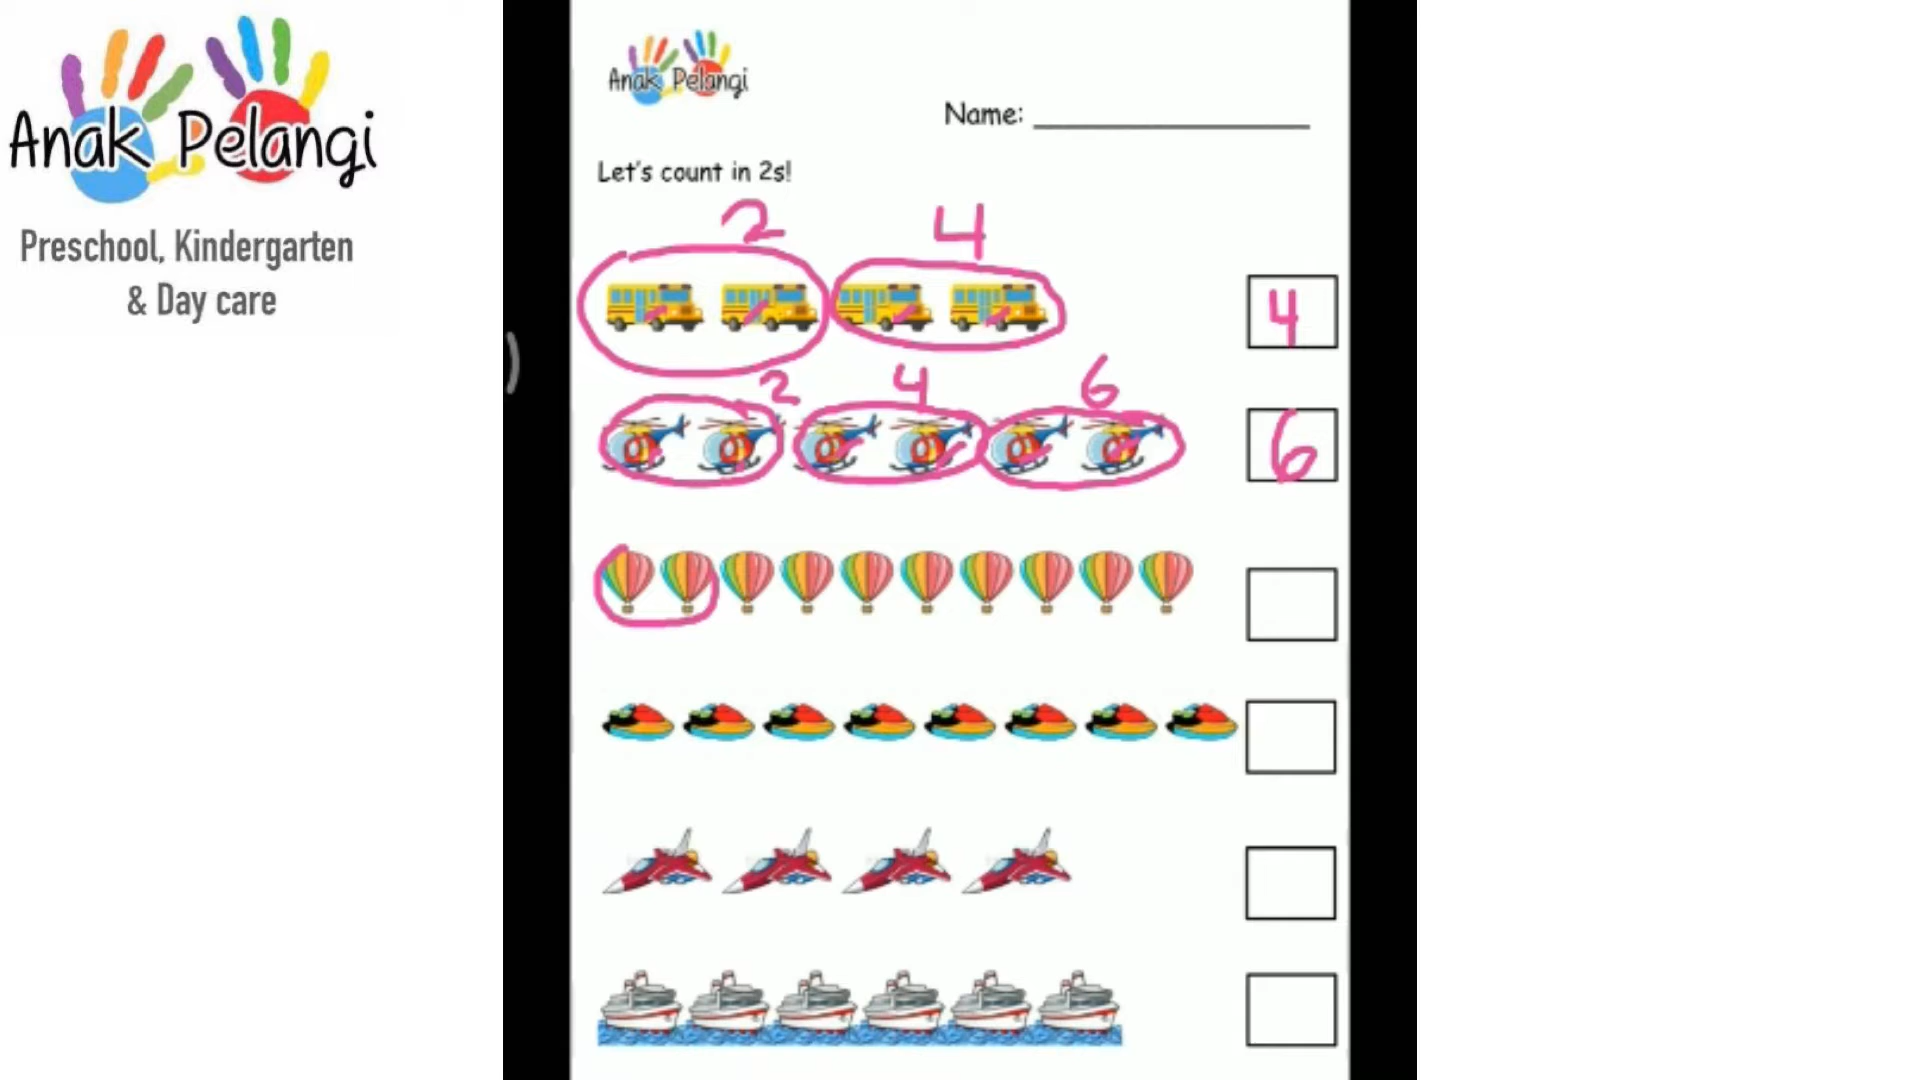 Anak Pelangi
Preschool, Kindergarten
& Day care
Anak Pelangi
Name: ____________________
Let's count in 2s!
2 4
4
2 4 6
6